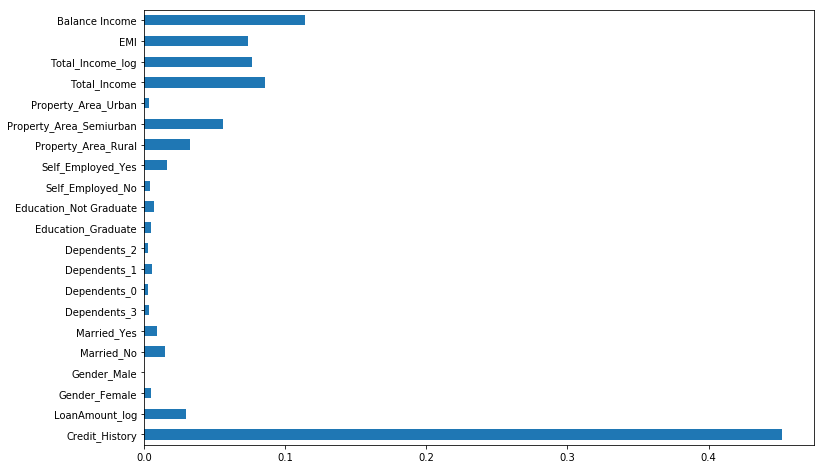 Balance Income
EMI
Total_Income_log
Total_Income
Property_Area_Urban
Property_Area_Semiurban
Property_Area_Rural
Self_Employed_Yes
Self_Employed_No
Education_Not Graduate
Education_Graduate
Dependents_2
Dependents_1
Dependents_0
Dependents_3
Married_Yes
Married_No
Gender_Male
Gender_Female
LoanAmount_log
Credit_History
0.0 0.1 0.2 0.3 0.4